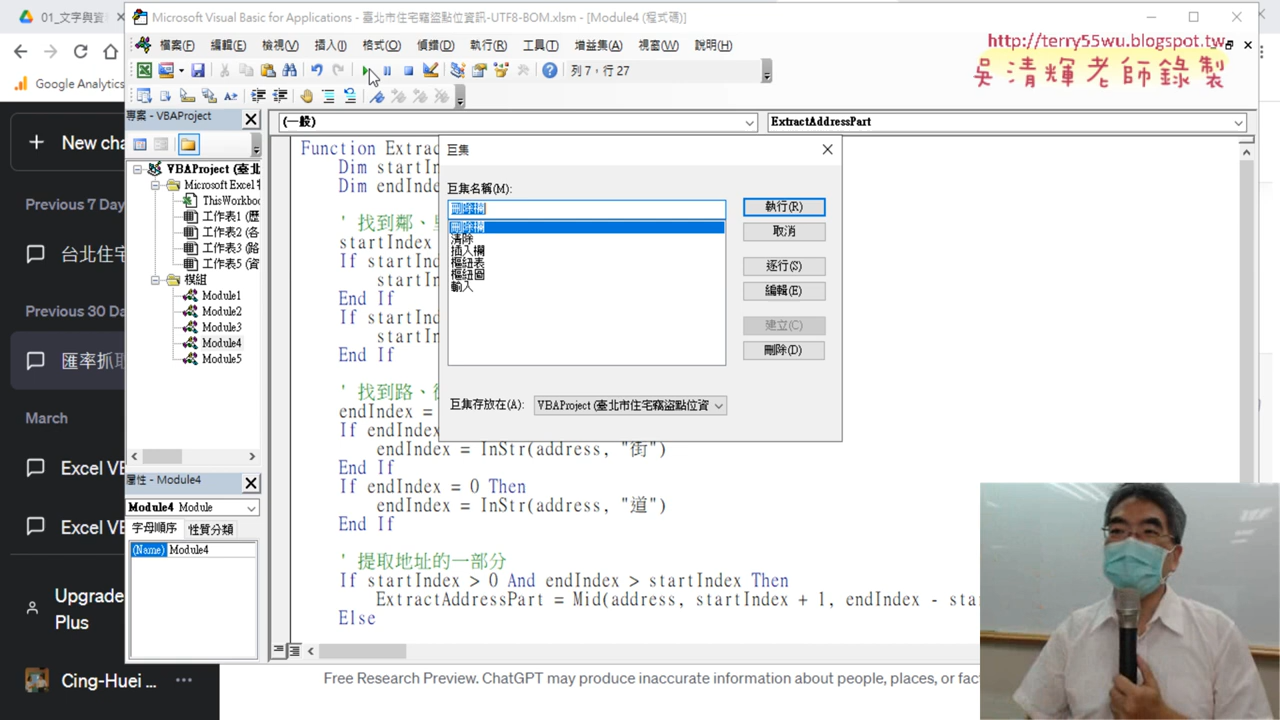 01_文字與資
Microsoft Visual Basic for Applications - 臺北市住宅竊盜點位資訊-UTF8-BOM.xlsm - [Module4 (程式碼)]
檔案(F) 編輯(E) 檢視(V) 插入(I) 格式(O) 偵錯(D) 執行(R) 工具(T) 增益集(A) 視窗(W) 說明(H)
http://terry55wu.blogspot.tw
吳清輝老師錄製
列 7，行 27
Google Analytics
專案 - VBAProject
(一般)
ExtractAddressPart
New cha
Previous 7 Day
台北住宅
Previous 30 Da
匯率抓取
March
Excel VB
Excel VB
Upgrade
Plus
Cing-Huei ...
VBAProject (臺北
Microsoft Excel
ThisWorkbo
工作表1 (歷
工作表2 (各
工作表3 (路
工作表5 (資
模組
Module1
Module2
Module3
Module4
Module5
屬性 - Module4
Module4 Module
字母順序 性質分類
(Name) Module4
Function Extrac
Dim startIn
Dim endInde
' 找到鄰、里
startIndex
If startInd
startIn
End If
If startInd
startIn
End If
' 找到路、街
endIndex =
If endIndex
endIndex = InStr(address, "街")
End If
If endIndex = 0 Then
endIndex = InStr(address, "道")
End If
' 提取地址的一部分
If startIndex > 0 And endIndex > startIndex Then
ExtractAddressPart = Mid(address, startIndex + 1, endIndex - sta
Else
巨集
巨集名稱(M):
刪除欄
刪除欄
清除
插入欄
樞紐表
樞紐圖
輸入
執行(R)
取消
逐行(S)
編輯(E)
建立(C)
刪除(D)
巨集存放在(A): VBAProject (臺北市住宅竊盜點位資
Free Research Preview. ChatGPT may produce inaccurate information about people, places, or fac